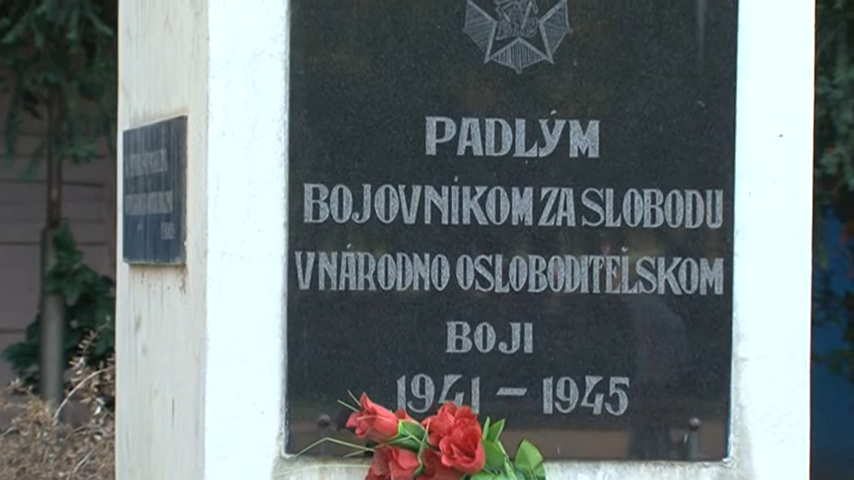 PADLÝM
BOJOVNÍKOM ZA SLOBODU
V NÁRODNO OSLOBODITEĽSKOM
BOJI
1941 – 1945